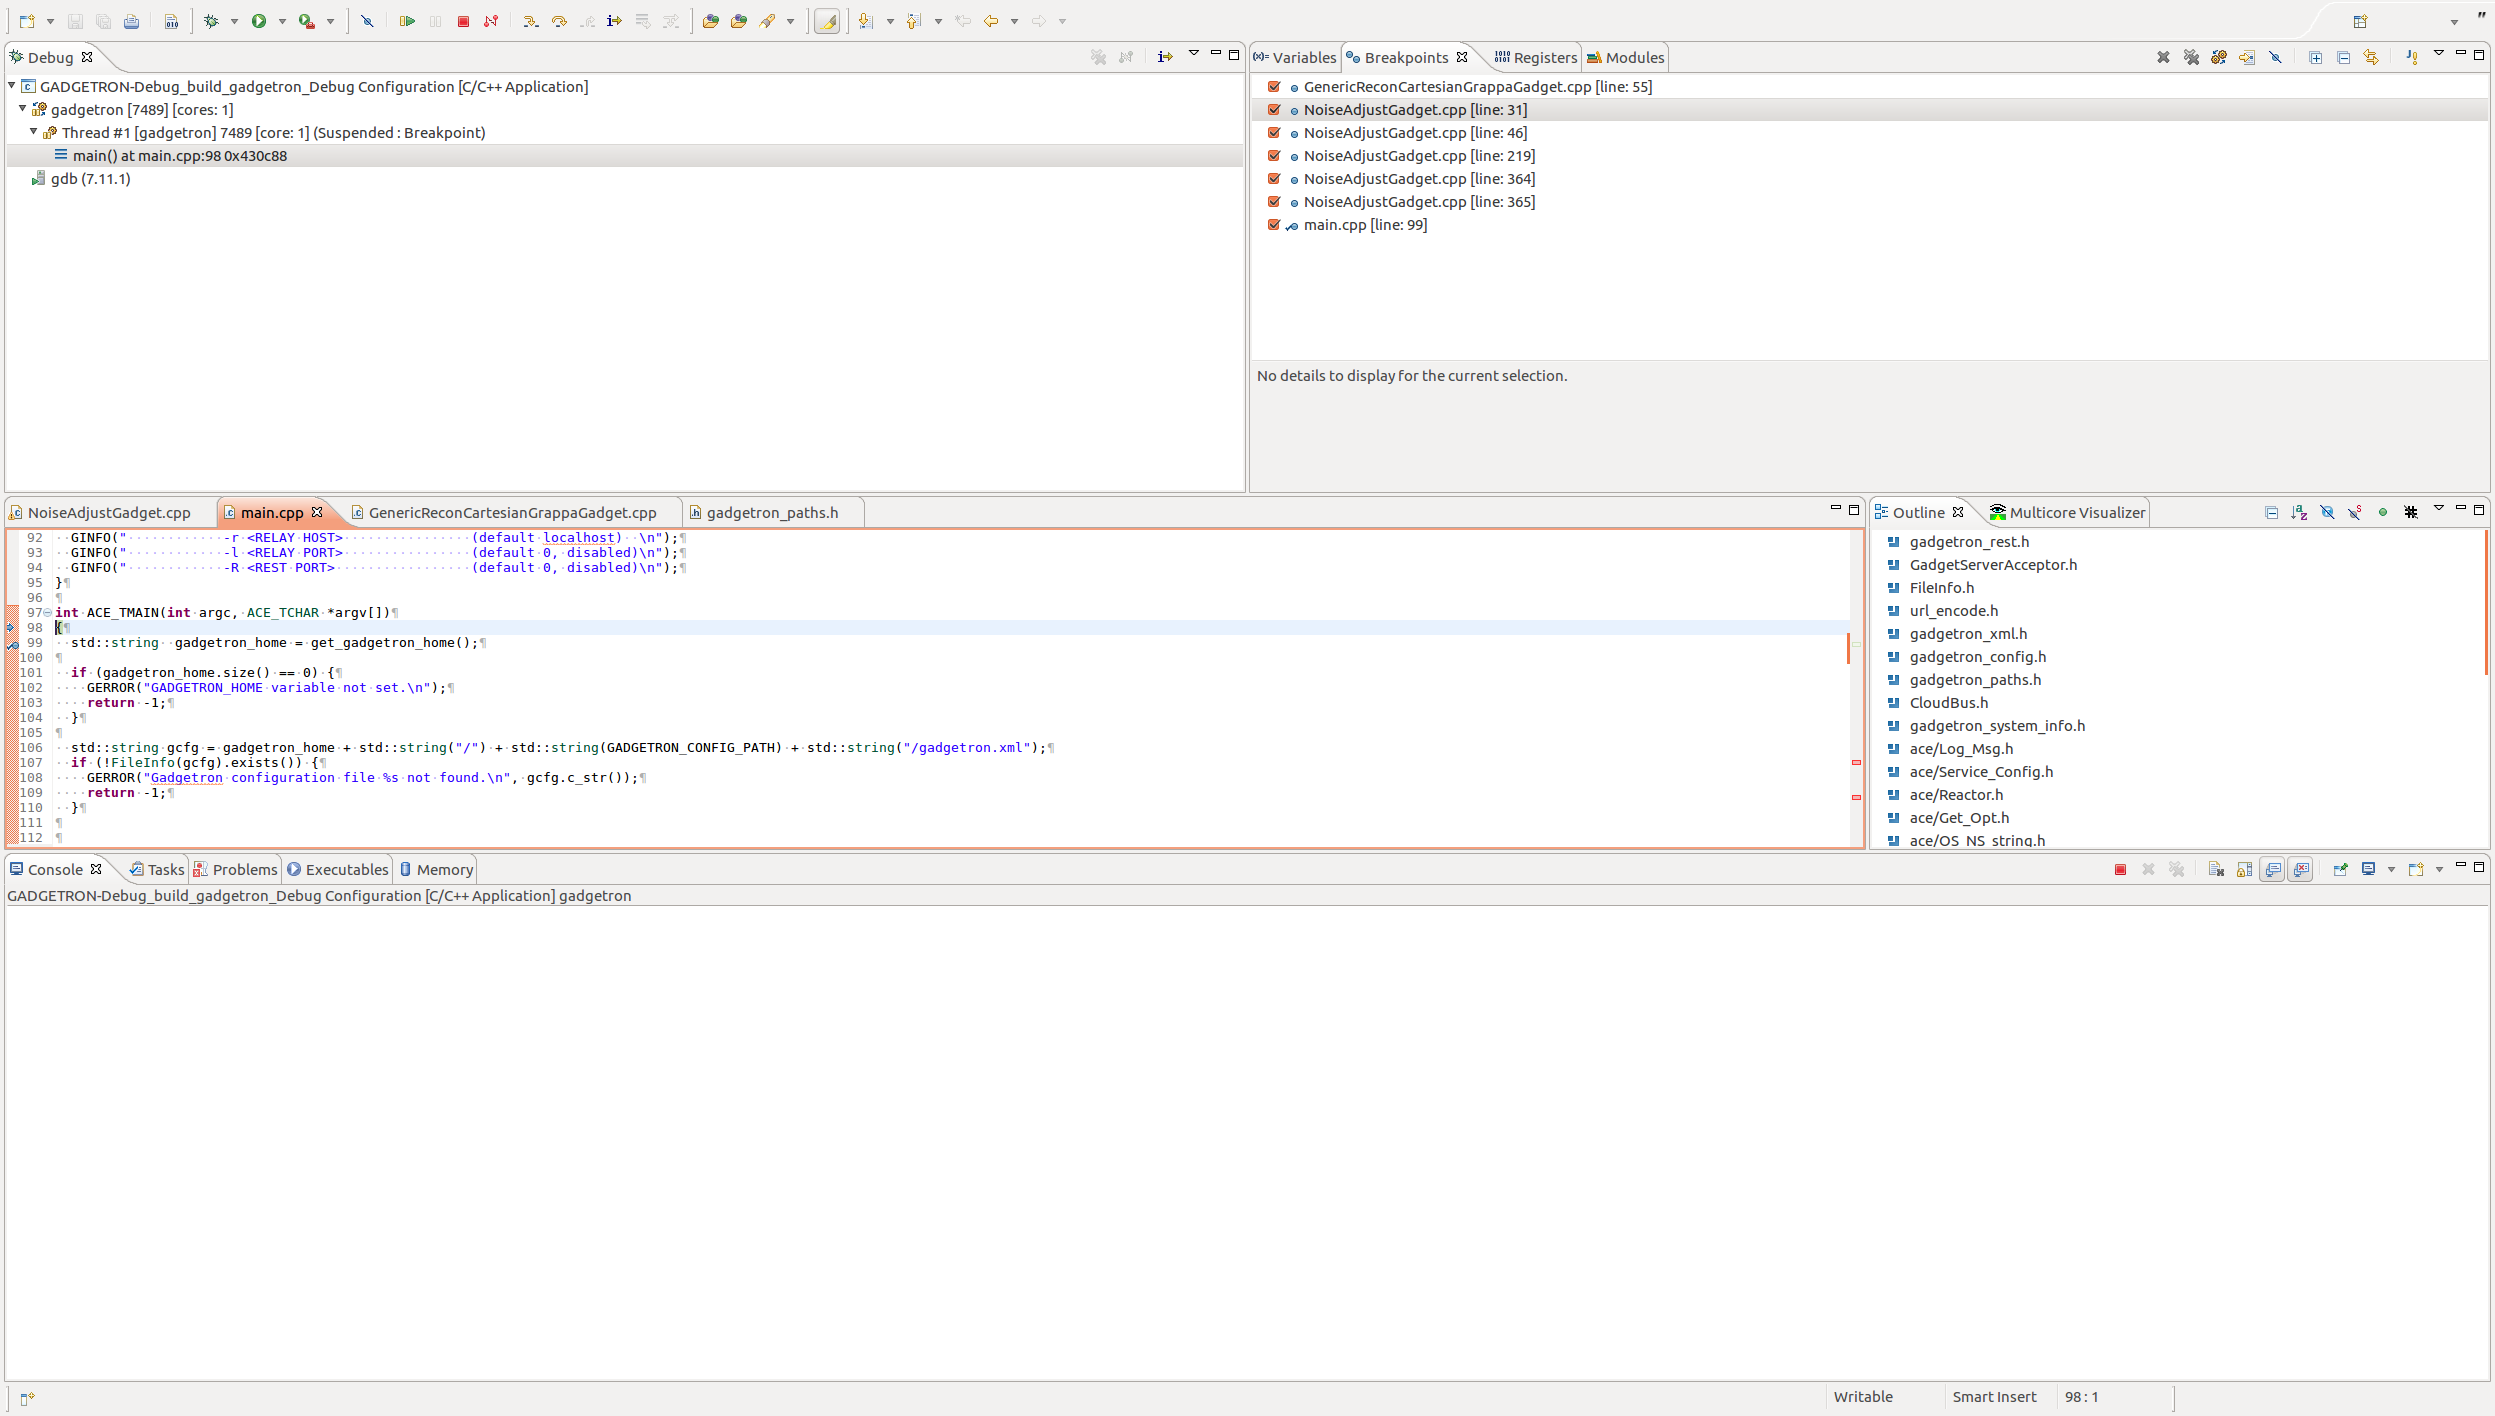 Debug
GADGETRON-Debug_build_gadgetron_Debug Configuration [C/C++ Application]
gadgetron [7489] [cores: 1]
Thread #1 [gadgetron] 7489 [core: 1] (Suspended : Breakpoint)
main() at main.cpp:98 0x430c88
gdb (7.11.1)
Variables Breakpoints Registers Modules
GenericReconCartesianGrappaGadget.cpp [line: 55]
NoiseAdjustGadget.cpp [line: 31]
NoiseAdjustGadget.cpp [line: 46]
NoiseAdjustGadget.cpp [line: 219]
NoiseAdjustGadget.cpp [line: 364]
NoiseAdjustGadget.cpp [line: 365]
main.cpp [line: 99]
No details to display for the current selection.
NoiseAdjustGadget.cpp main.cpp GenericReconCartesianGrappaGadget.cpp gadgetron_paths.h
92 ··GINFO("············-r·<RELAY·HOST>················(default·localhost)··\n");¶
93 ··GINFO("············-l·<RELAY·PORT>················(default·0,·disabled)\n");¶
94 ··GINFO("············-R·<REST·PORT>·················(default·0,·disabled)\n");¶
95 }¶
96 ¶
97 int·ACE_TMAIN(int·argc,·ACE_TCHAR·*argv[])¶
98 {¶
99 ··std::string··gadgetron_home·=·get_gadgetron_home();¶
100 ¶
101 ··if·(gadgetron_home.size()·==·0)·{¶
102 ····GERROR("GADGETRON_HOME·variable·not·set.\n");¶
103 ····return·-1;¶
104 ··}¶
105 ¶
106 ··std::string·gcfg·=·gadgetron_home·+·std::string("/")·+·std::string(GADGETRON_CONFIG_PATH)·+·std::string("/gadgetron.xml");¶
107 ··if·(!FileInfo(gcfg).exists())·{¶
108 ····GERROR("Gadgetron·configuration·file·%s·not·found.\n",·gcfg.c_str());¶
109 ····return·-1;¶
110 ··}¶
111 ¶
112 ¶
Outline Multicore Visualizer
gadgetron_rest.h
GadgetServerAcceptor.h
FileInfo.h
url_encode.h
gadgetron_xml.h
gadgetron_config.h
gadgetron_paths.h
CloudBus.h
gadgetron_system_info.h
ace/Log_Msg.h
ace/Service_Config.h
ace/Reactor.h
ace/Get_Opt.h
ace/OS_NS_string.h
Console Tasks Problems Executables Memory
GADGETRON-Debug_build_gadgetron_Debug Configuration [C/C++ Application] gadgetron
Writable Smart Insert 98 : 1